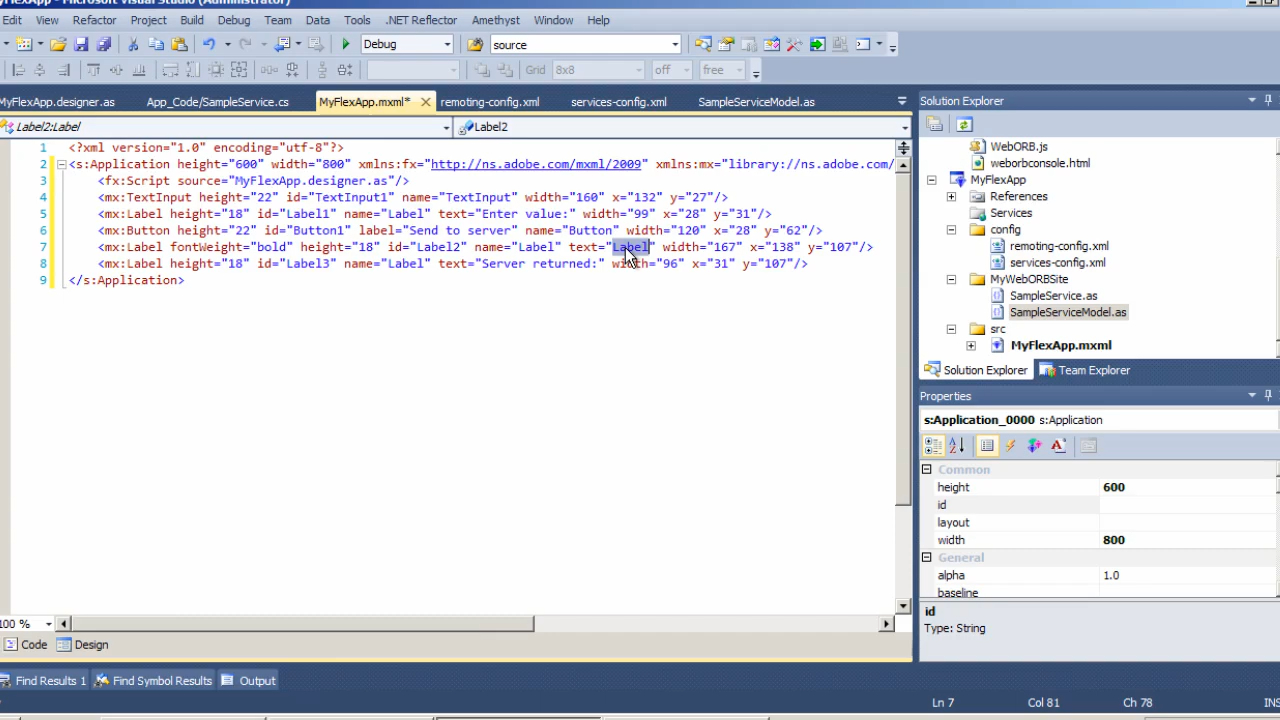 MyFlexApp - Microsoft Visual Studio (Administrator)
Edit View Refactor Project Build Debug Team Data Tools .NET Reflector Amethyst Window Help
Debug source
Grid 8x8 off free
MyFlexApp.designer.as App_Code/SampleService.cs MyFlexApp.mxml* remoting-config.xml services-config.xml SampleServiceModel.as
Label2:Label Label2
1 <?xml version="1.0" encoding="utf-8"?>
2 <s:Application height="600" width="800" xmlns:fx="http://ns.adobe.com/mxml/2009" xmlns:mx="library://ns.adobe.com/
3 <fx:Script source="MyFlexApp.designer.as"/>
4 <mx:TextInput height="22" id="TextInput1" name="TextInput" width="160" x="132" y="27"/>
5 <mx:Label height="18" id="Label1" name="Label" text="Enter value:" width="99" x="28" y="31"/>
6 <mx:Button height="22" id="Button1" label="Send to server" name="Button" width="120" x="28" y="62"/>
7 <mx:Label fontWeight="bold" height="18" id="Label2" name="Label" text="Label" width="167" x="138" y="107"/>
8 <mx:Label height="18" id="Label3" name="Label" text="Server returned:" width="96" x="31" y="107"/>
9 </s:Application>
100 %
Code Design
Find Results 1 Find Symbol Results Output
Ln 7 Col 81 Ch 78 INS
Solution Explorer
WebORB.js
weborbconsole.html
MyFlexApp
References
Services
config
remoting-config.xml
services-config.xml
MyWebORBSite
SampleService.as
SampleServiceModel.as
src
MyFlexApp.mxml
Solution Explorer Team Explorer
Properties
s:Application_0000 s:Application
Common
height 600
id
layout
width 800
General
alpha 1.0
baseline
id
Type: String